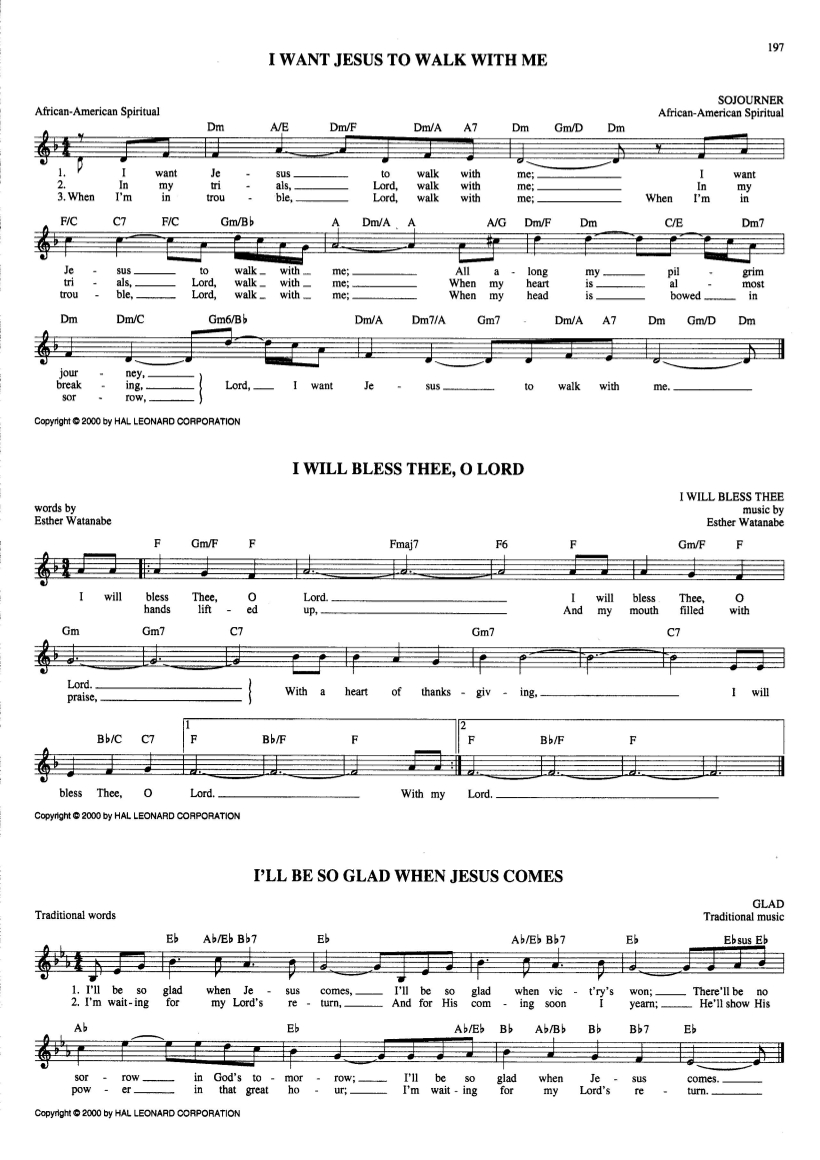 197
I WANT JESUS TO WALK WITH ME
SOJOURNER
African-American Spiritual
African-American Spiritual
Dm A/E Dm/F Dm/A A7 Dm Gm/D Dm
1. I want Je - sus to walk with me; I want
2. In my tri - als, Lord, walk with me; In my
3. When I'm in trou - ble, Lord, walk with me; When I'm in
F/C C7 F/C Gm/B♭ A Dm/A A A/G Dm/F Dm C/E Dm7
Je - sus to walk with me; All a - long my pil - grim
tri - als, Lord, walk with me; When my heart is al - most
trou - ble, Lord, walk with me; When my head is bowed in
Dm Dm/C Gm6/B♭ Dm/A Dm7/A Gm7 Dm/A A7 Dm Gm/D Dm
jour - ney,
break - ing, Lord, I want Je - sus to walk with me.
sor - row,
Copyright © 2000 by HAL LEONARD CORPORATION
I WILL BLESS THEE, O LORD
I WILL BLESS THEE
words by
Esther Watanabe
music by
Esther Watanabe
F Gm/F F Fmaj7 F6 F Gm/F F
I will bless Thee, O Lord. I will bless Thee, O
hands lift - ed up, And my mouth filled with
Gm Gm7 C7 Gm7 C7
Lord.
praise, With a heart of thanks - giv - ing, I will
1 2
B♭/C C7 F B♭/F F F B♭/F F
bless Thee, O Lord. With my Lord.
Copyright © 2000 by HAL LEONARD CORPORATION
I'LL BE SO GLAD WHEN JESUS COMES
GLAD
Traditional words
Traditional music
E♭ A♭/E♭ B♭7 E♭ A♭/E♭ B♭7 E♭ E♭sus E♭
1. I'll be so glad when Je - sus comes, I'll be so glad when vic - t'ry's won; There'll be no
2. I'm wait-ing for my Lord's re - turn, And for His com - ing soon I yearn; He'll show His
A♭ E♭ A♭/E♭ B♭ A♭/B♭ B♭ B♭7 E♭
sor - row in God's to - mor - row; I'll be so glad when Je - sus comes.
pow - er in that great ho - ur; I'm wait - ing for my Lord's re - turn.
Copyright © 2000 by HAL LEONARD CORPORATION